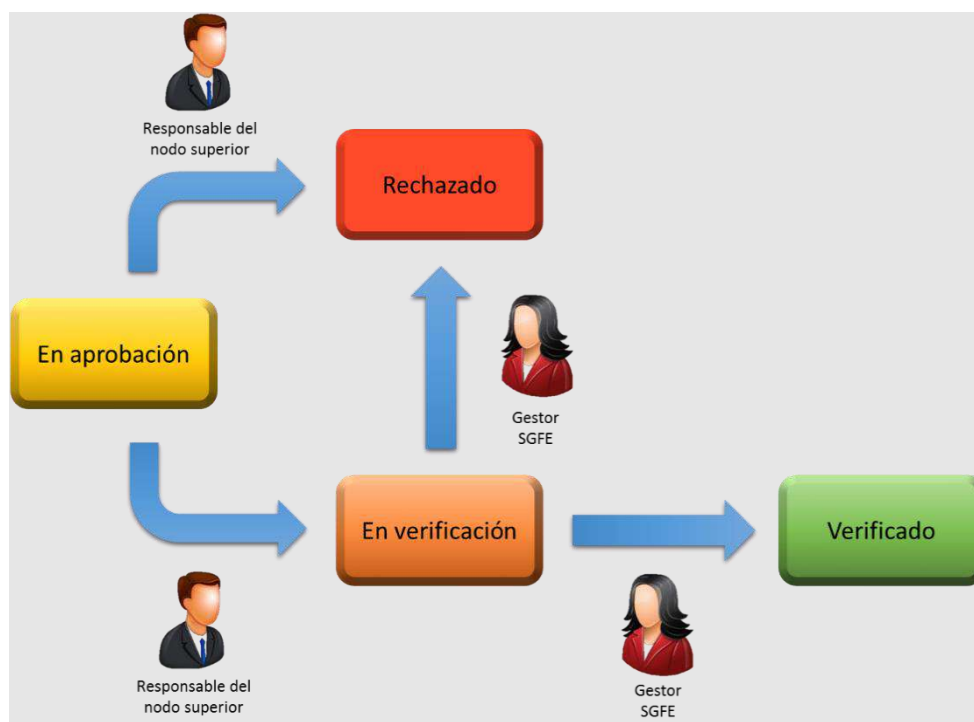 Responsable del
nodo superior
Rechazado
En aprobación
Gestor
SGFE
En verificación
Verificado
Responsable del
nodo superior
Gestor
SGFE